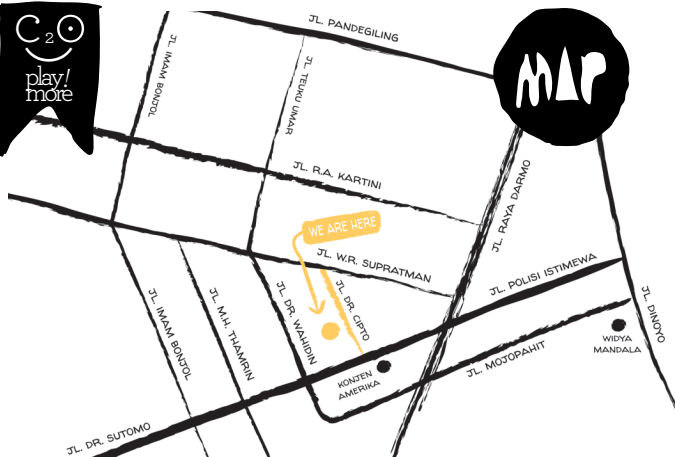 C2O
play!
more
MAP
JL. PANDEGILING
JL. IMAM BONJOL
JL. TEUKU UMAR
JL. R.A. KARTINI
JL. RAYA DARMO
WE ARE HERE
JL. W.R. SUPRATMAN
JL. POLISI ISTIMEWA
JL. IMAM BONJOL
JL. M.H. THAMRIN
JL. DR. WAHIDIN
JL. DR. CIPTO
JL. DINOYO
WIDYA
MANDALA
JL. MOJOPAHIT
KONJEN
AMERIKA
JL. DR. SUTOMO